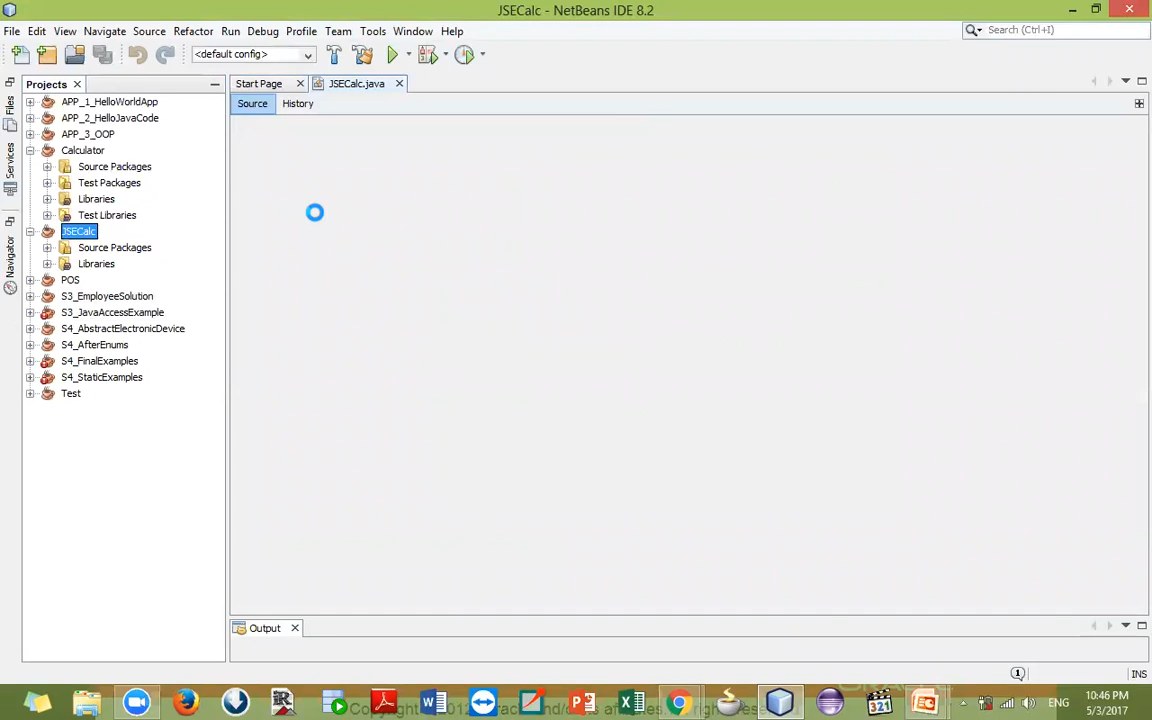 JSECalc - NetBeans IDE 8.2
File Edit View Navigate Source Refactor Run Debug Profile Team Tools Window Help
Search (Ctrl+I)
<default config>
Projects
Start Page
JSECalc.java
Source
History
Files
Services
Navigator
APP_1_HelloWorldApp
APP_2_HelloJavaCode
APP_3_OOP
Calculator
Source Packages
Test Packages
Libraries
Test Libraries
JSECalc
Source Packages
Libraries
POS
S3_EmployeeSolution
S3_JavaAccessExample
S4_AbstractElectronicDevice
S4_AfterEnums
S4_FinalExamples
S4_StaticExamples
Test
Output
1
INS
321
ENG
10:46 PM
5/3/2017